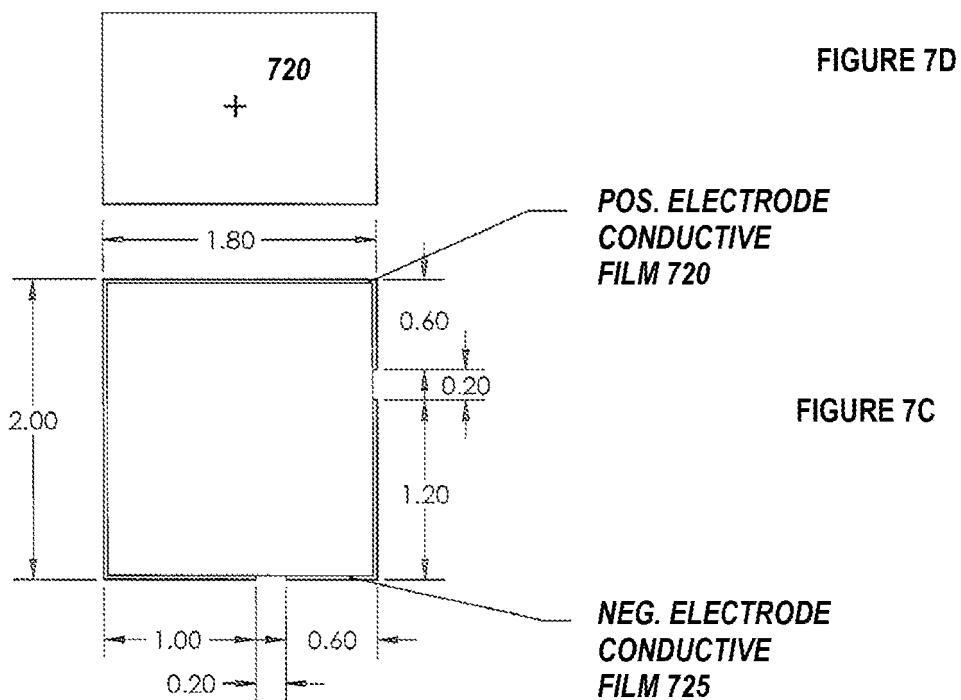 720
+
FIGURE 7D
1.80
POS. ELECTRODE
CONDUCTIVE
FILM 720
0.60
0.20
2.00
FIGURE 7C
1.20
1.00
0.60
0.20
NEG. ELECTRODE
CONDUCTIVE
FILM 725